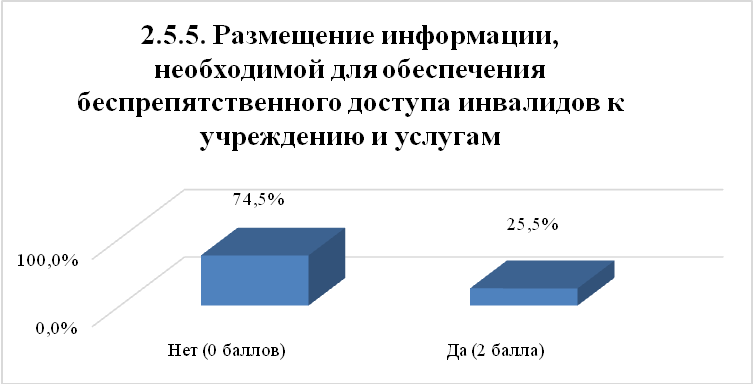 2.5.5. Размещение информации,
необходимой для обеспечения
беспрепятственного доступа инвалидов к
учреждению и услугам
74,5%
25,5%
100,0%
0,0%
Нет (0 баллов)
Да (2 балла)